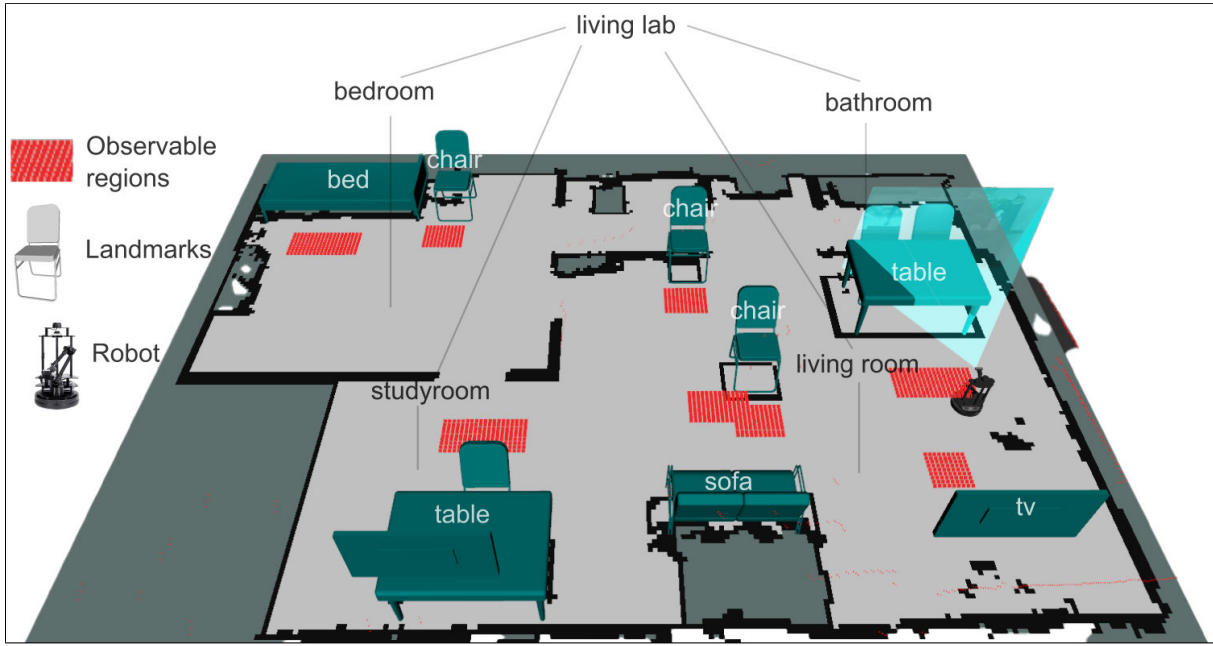 living lab
bedroom
bathroom
Observable
regions
bed
chair
Landmarks
chair
table
chair
Robot
living room
studyroom
sofa
table
tv